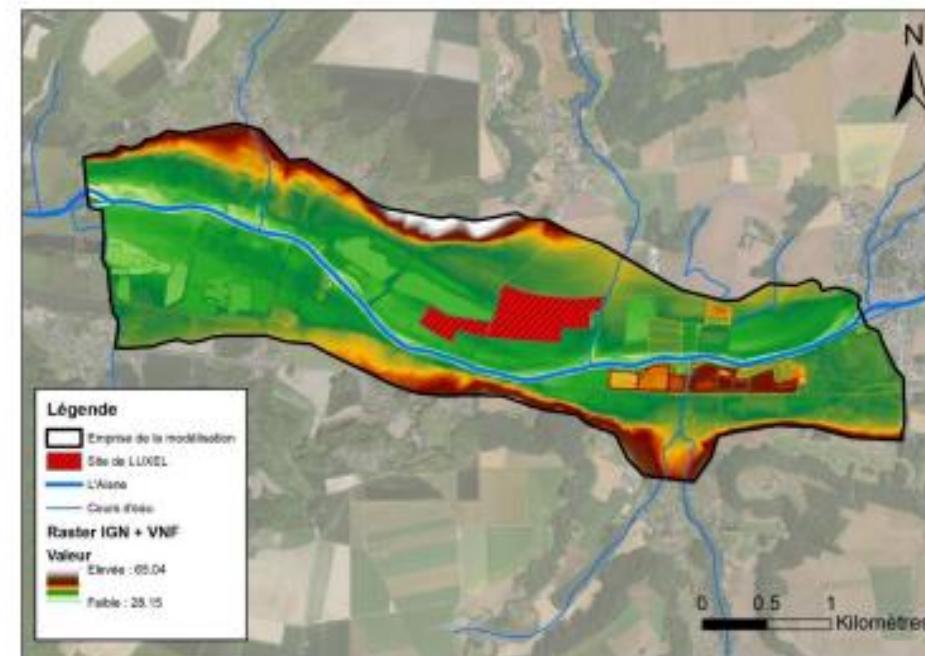 N
Légende
Emprise de la modélisation
Site de LUXEL
L'Aisne
Cours d'eau
Raster IGN + VNF
Valeur
Elevée : 65.04
Faible : 28.15
0 0.5 1
Kilomètres